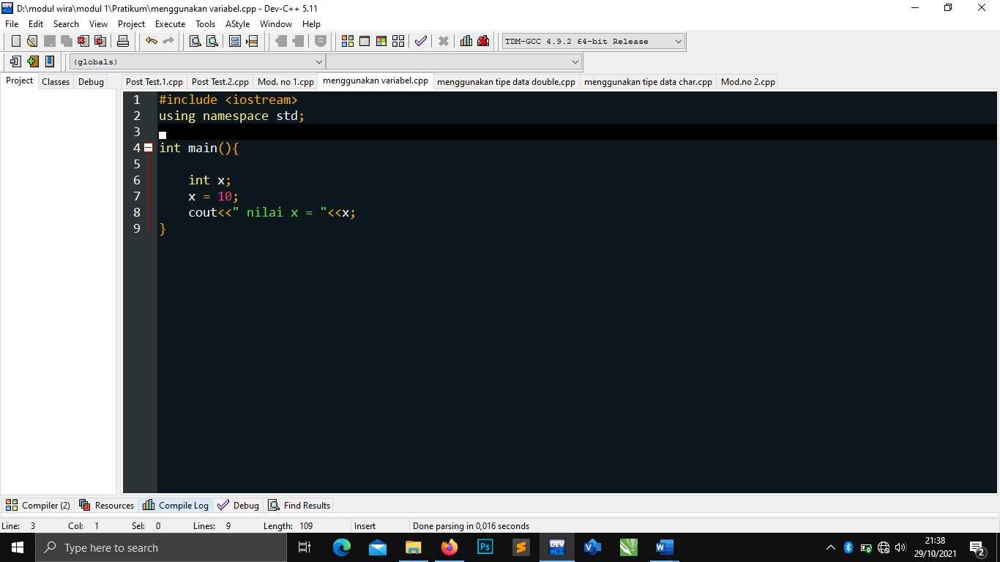 D:\modul wira\modul 1\Pratikum\menggunakan variabel.cpp - Dev-C++ 5.11
File Edit Search View Project Execute Tools AStyle Window Help
TDM-GCC 4.9.2 64-bit Release
(globals)
Project Classes Debug
Post Test.1.cpp Post Test.2.cpp Mod. no 1.cpp menggunakan variabel.cpp menggunakan tipe data double.cpp menggunakan tipe data char.cpp Mod.no 2.cpp
1 #include <iostream>
2 using namespace std;
3
4 int main(){
5
6 int x;
7 x = 10;
8 cout<<" nilai x = "<<x;
9 }
Compiler (2) Resources Compile Log Debug Find Results
Line: 3 Col: 1 Sel: 0 Lines: 9 Length: 109 Insert Done parsing in 0,016 seconds
Type here to search
Ps
DEV
W
21:38
29/10/2021
2